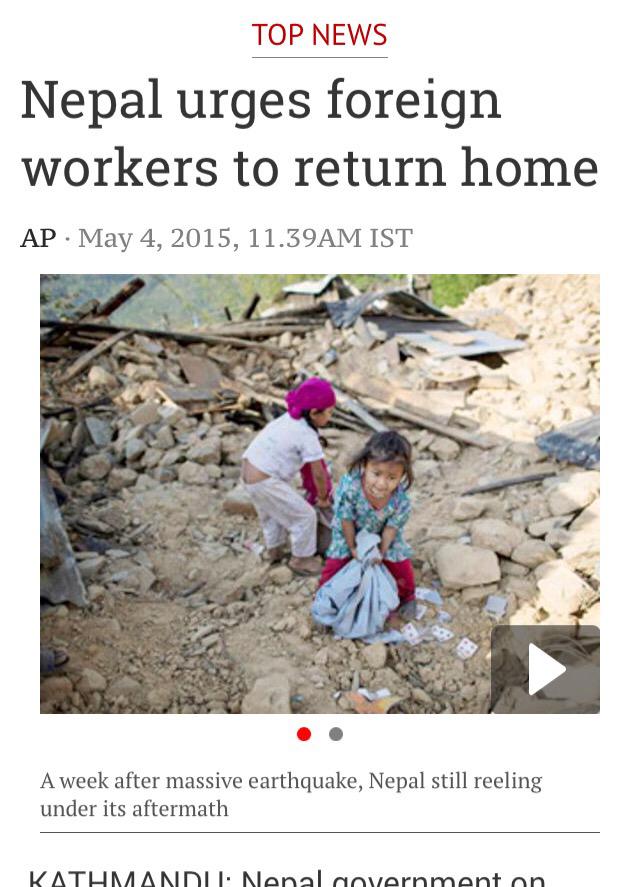 TOP NEWS
Nepal urges foreign
workers to return home
AP · May 4, 2015, 11.39AM IST
A week after massive earthquake, Nepal still reeling
under its aftermath
KATHMANDU: Nepal government on